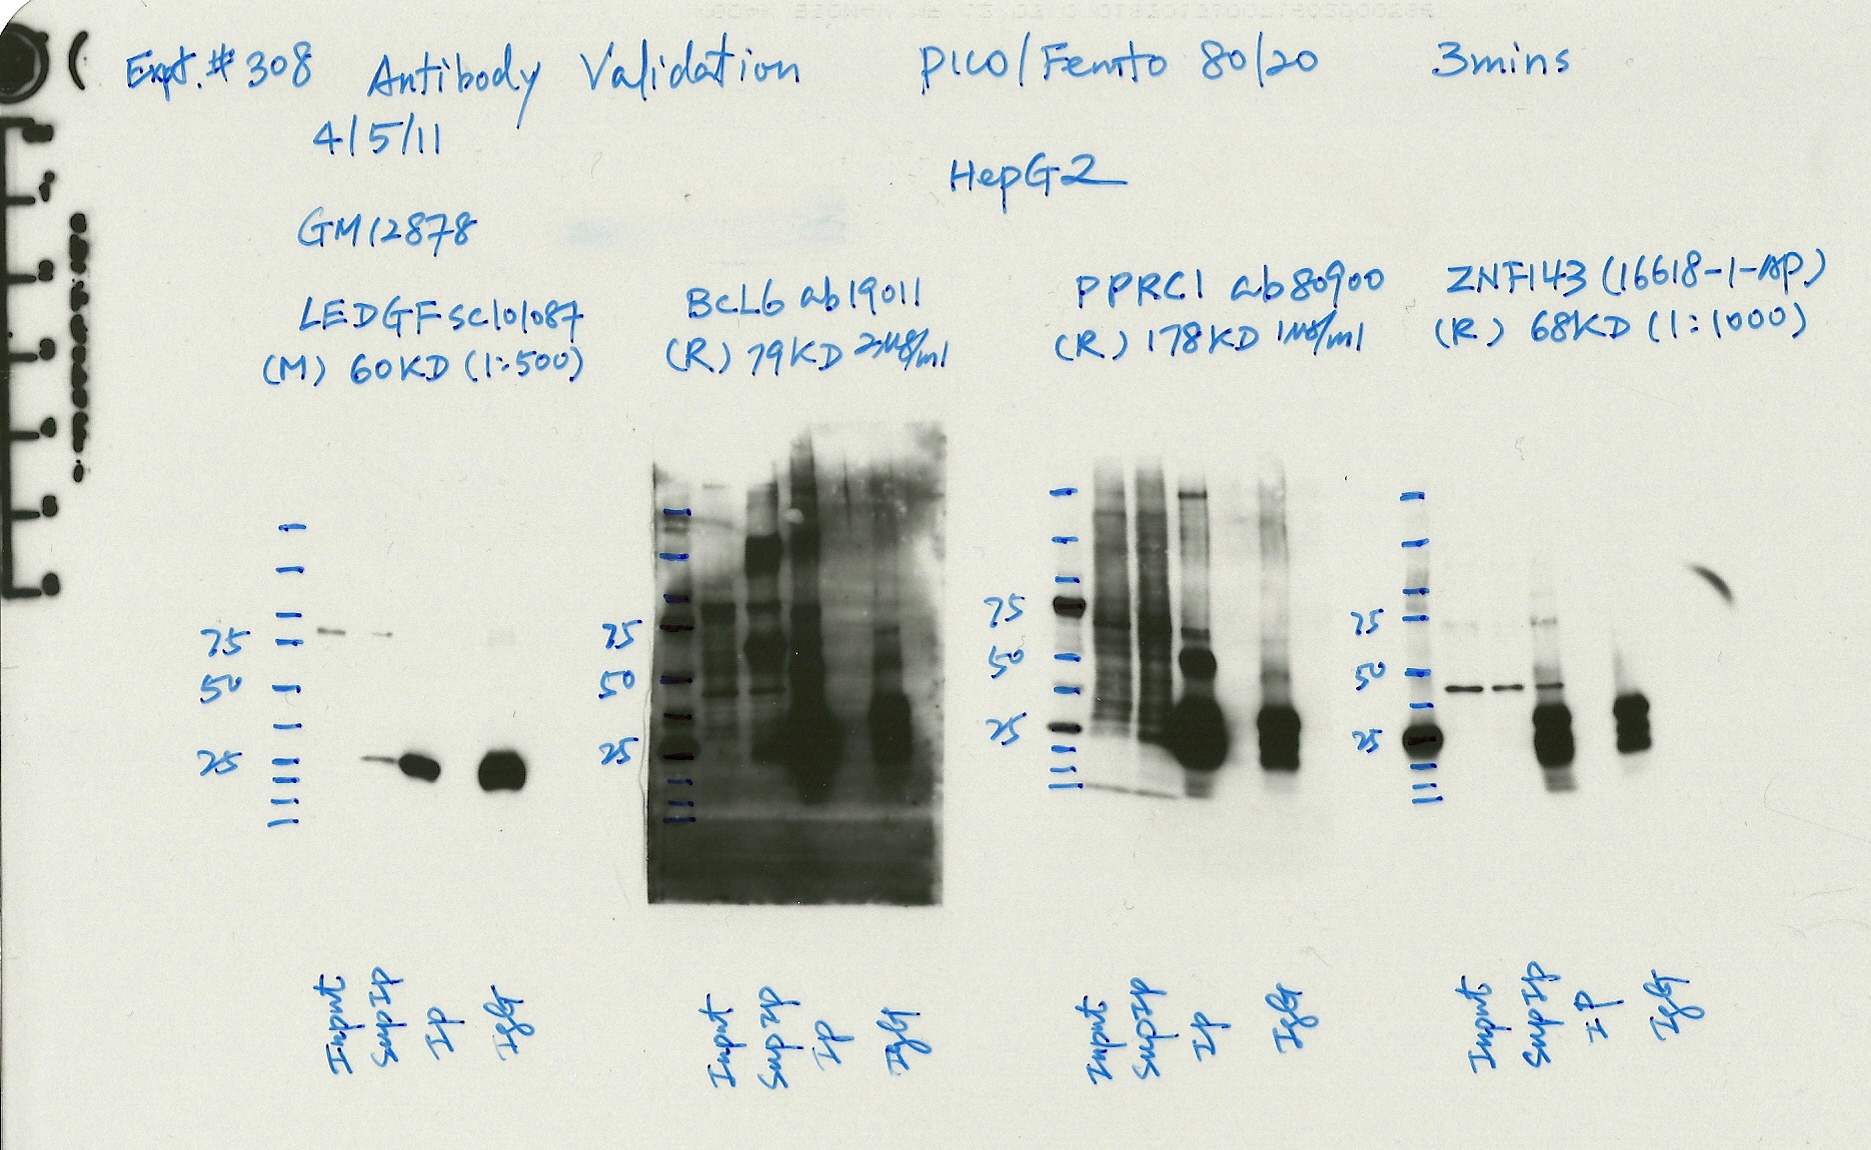 Expt. # 308 Antibody Validation PICO/Femto 80/20 3mins
4/5/11
HepG2
GM12878
LEDGF sc101087
(M) 60KD (1:500)
BCL6 ab19011
(R) 79KD 2µg/ml
PPRC1 ab80900
(R) 178KD 1µg/ml
ZNF143 (16618-1-AP)
(R) 68KD (1:1000)
75
50
25
75
50
25
75
50
25
75
50
25
Input
SupIP
IP
IgG
Input
SupIP
IP
IgG
Input
SupIP
IP
IgG
Input
SupIP
IP
IgG